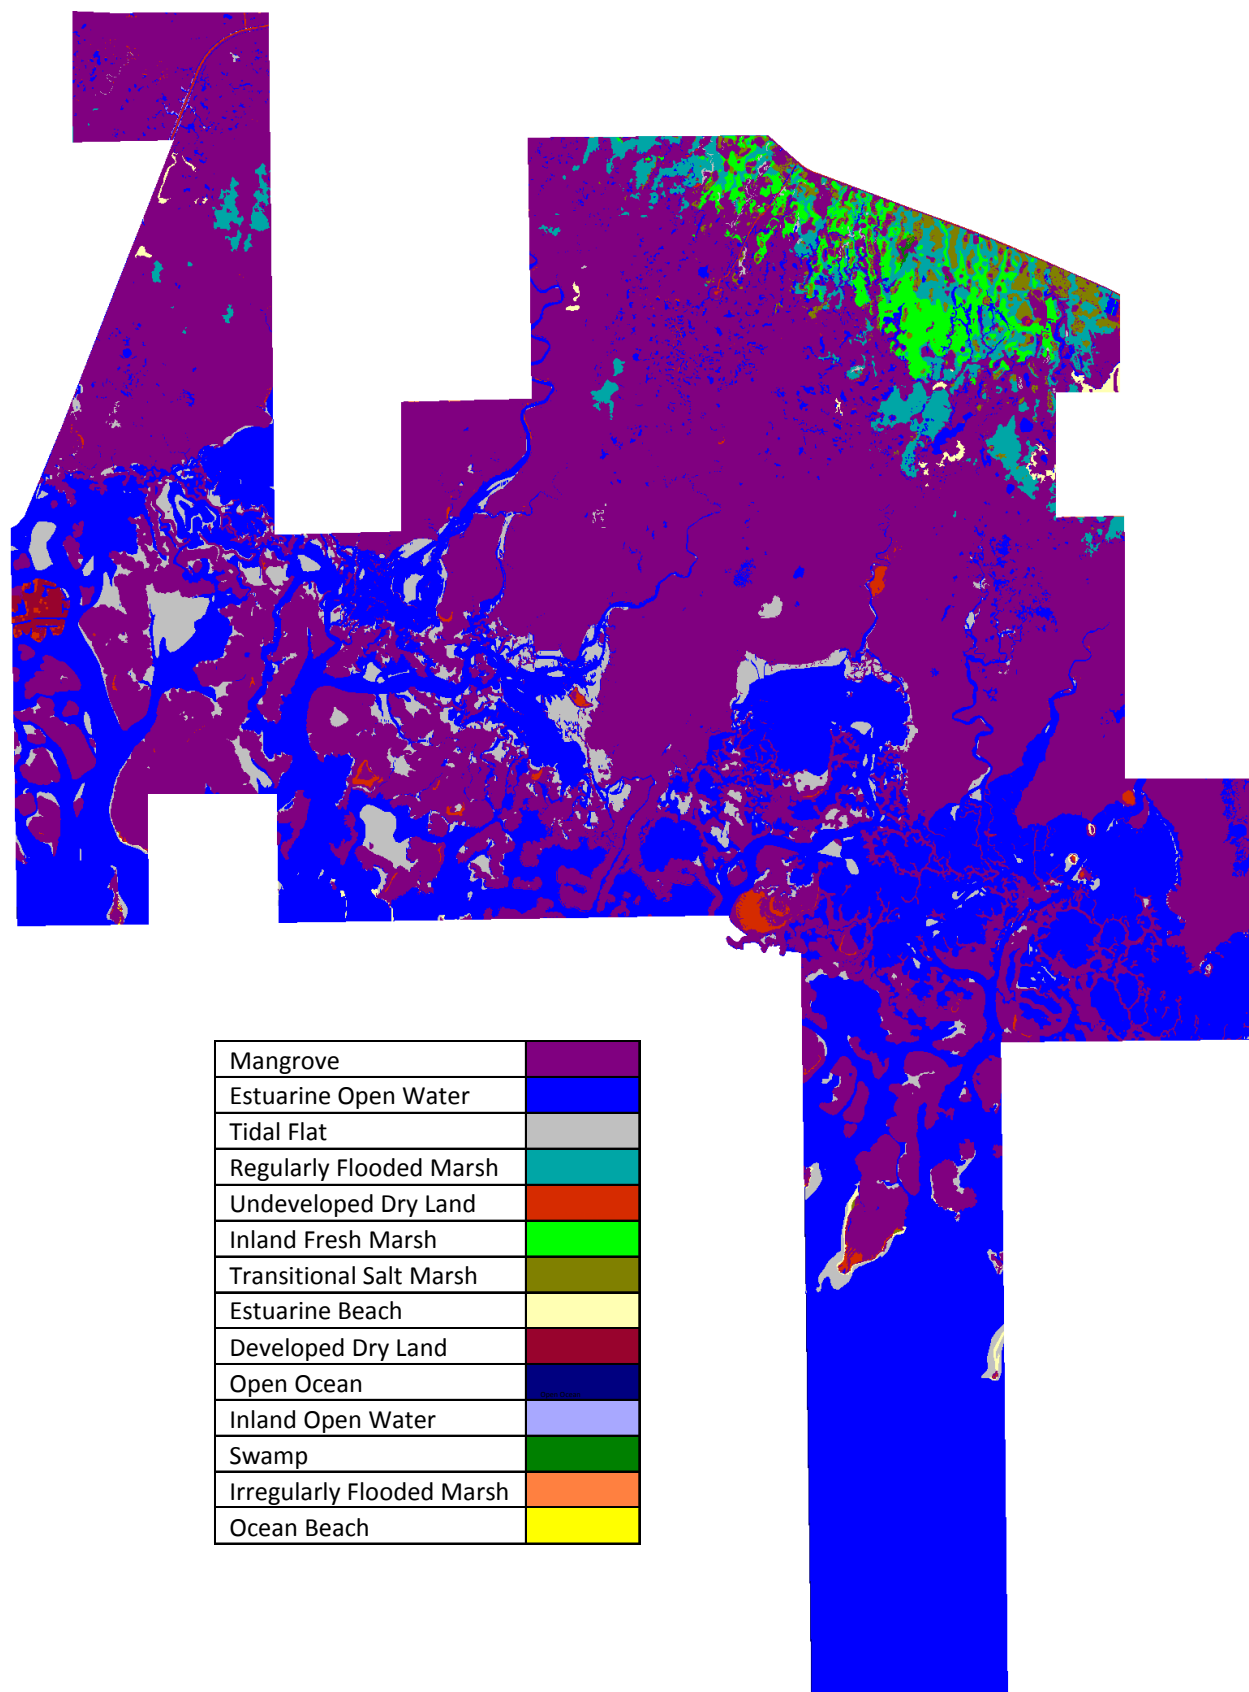 Mangrove
Estuarine Open Water
Tidal Flat
Regularly Flooded Marsh
Undeveloped Dry Land
Inland Fresh Marsh
Transitional Salt Marsh
Estuarine Beach
Developed Dry Land
Open Ocean
Inland Open Water
Swamp
Irregularly Flooded Marsh
Ocean Beach